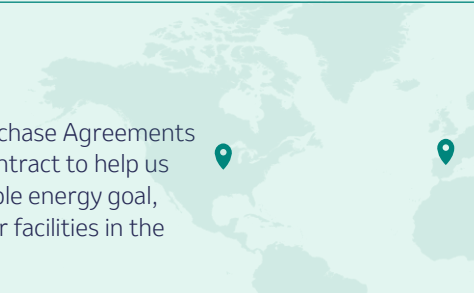 chase Agreements
ntract to help us
ble energy goal,
r facilities in the